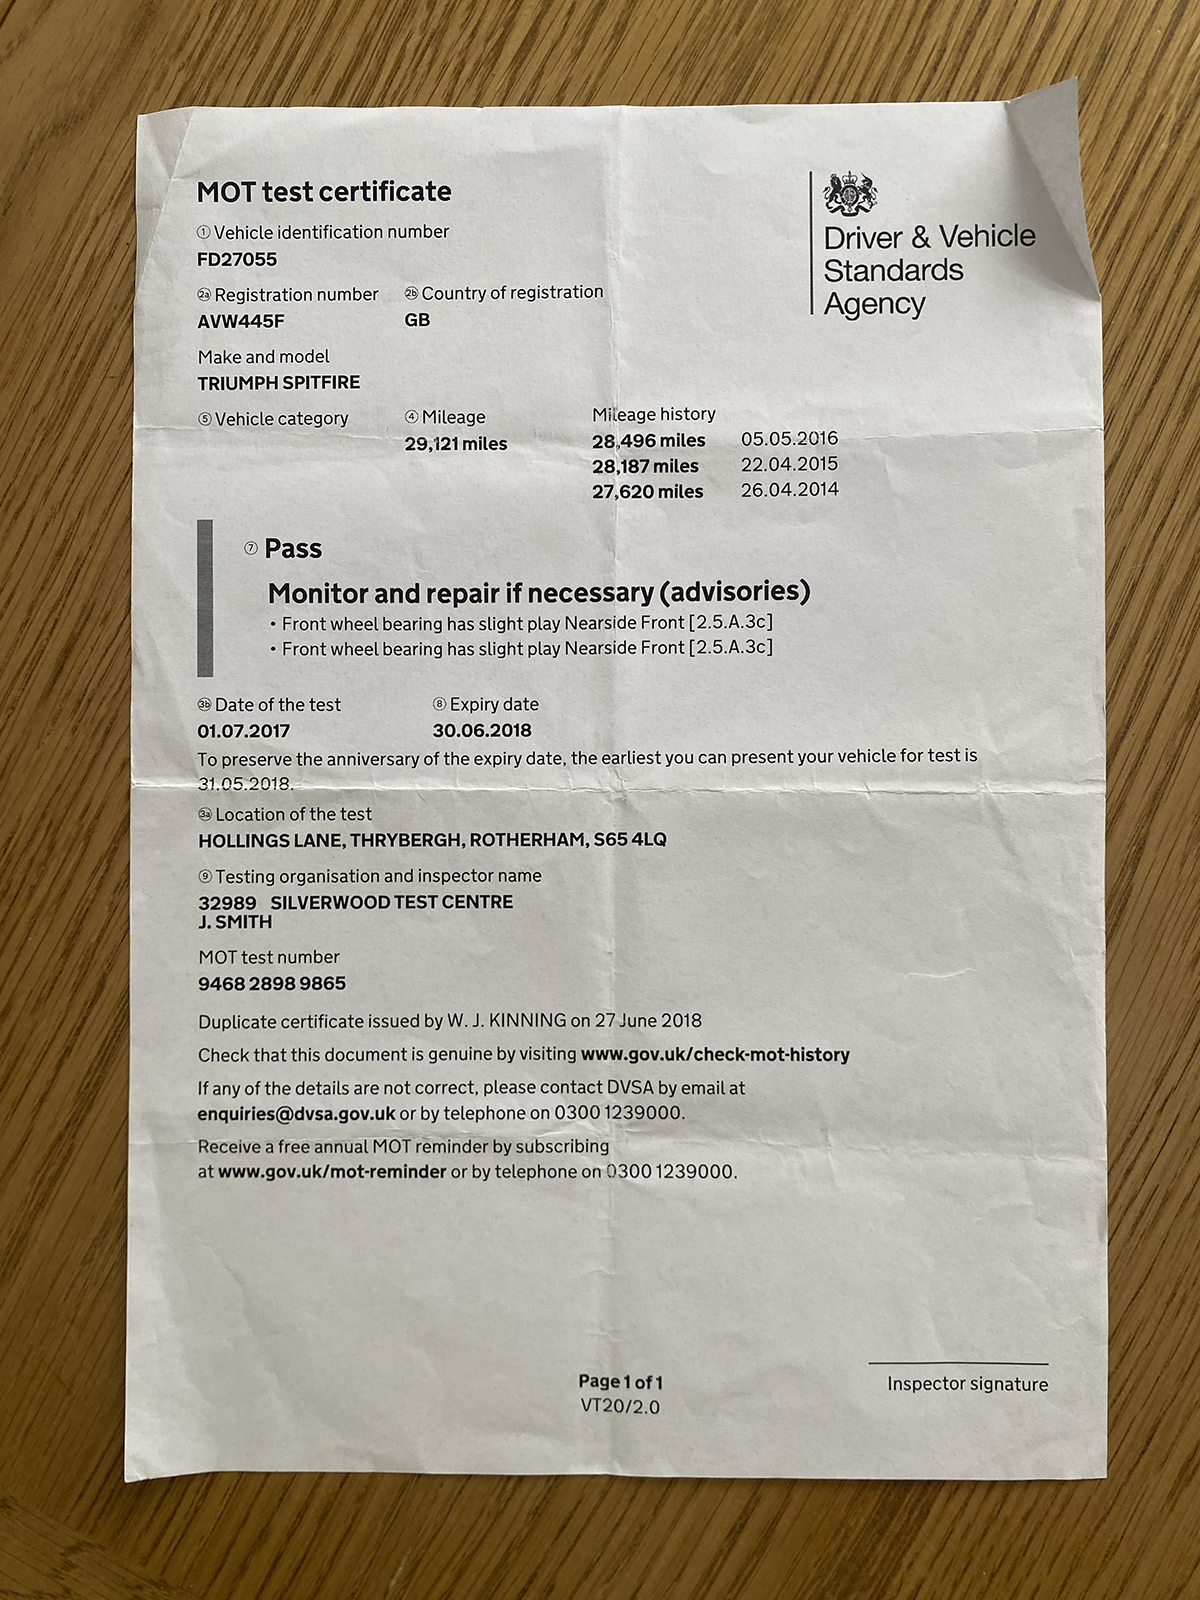 MOT test certificate
Driver & Vehicle
Standards
Agency
① Vehicle identification number
FD27055
2a Registration number 2b Country of registration
AVW445F GB
Make and model
TRIUMPH SPITFIRE
⑤ Vehicle category ④ Mileage Mileage history
29,121 miles 28,496 miles 05.05.2016
28,187 miles 22.04.2015
27,620 miles 26.04.2014
⑦ Pass
Monitor and repair if necessary (advisories)
• Front wheel bearing has slight play Nearside Front [2.5.A.3c]
• Front wheel bearing has slight play Nearside Front [2.5.A.3c]
3b Date of the test ⑧ Expiry date
01.07.2017 30.06.2018
To preserve the anniversary of the expiry date, the earliest you can present your vehicle for test is
31.05.2018.
3a Location of the test
HOLLINGS LANE, THRYBERGH, ROTHERHAM, S65 4LQ
⑨ Testing organisation and inspector name
32989 SILVERWOOD TEST CENTRE
J. SMITH
MOT test number
9468 2898 9865
Duplicate certificate issued by W. J. KINNING on 27 June 2018
Check that this document is genuine by visiting www.gov.uk/check-mot-history
If any of the details are not correct, please contact DVSA by email at
enquiries@dvsa.gov.uk or by telephone on 0300 1239000.
Receive a free annual MOT reminder by subscribing
at www.gov.uk/mot-reminder or by telephone on 0300 1239000.
Page 1 of 1
VT20/2.0
Inspector signature